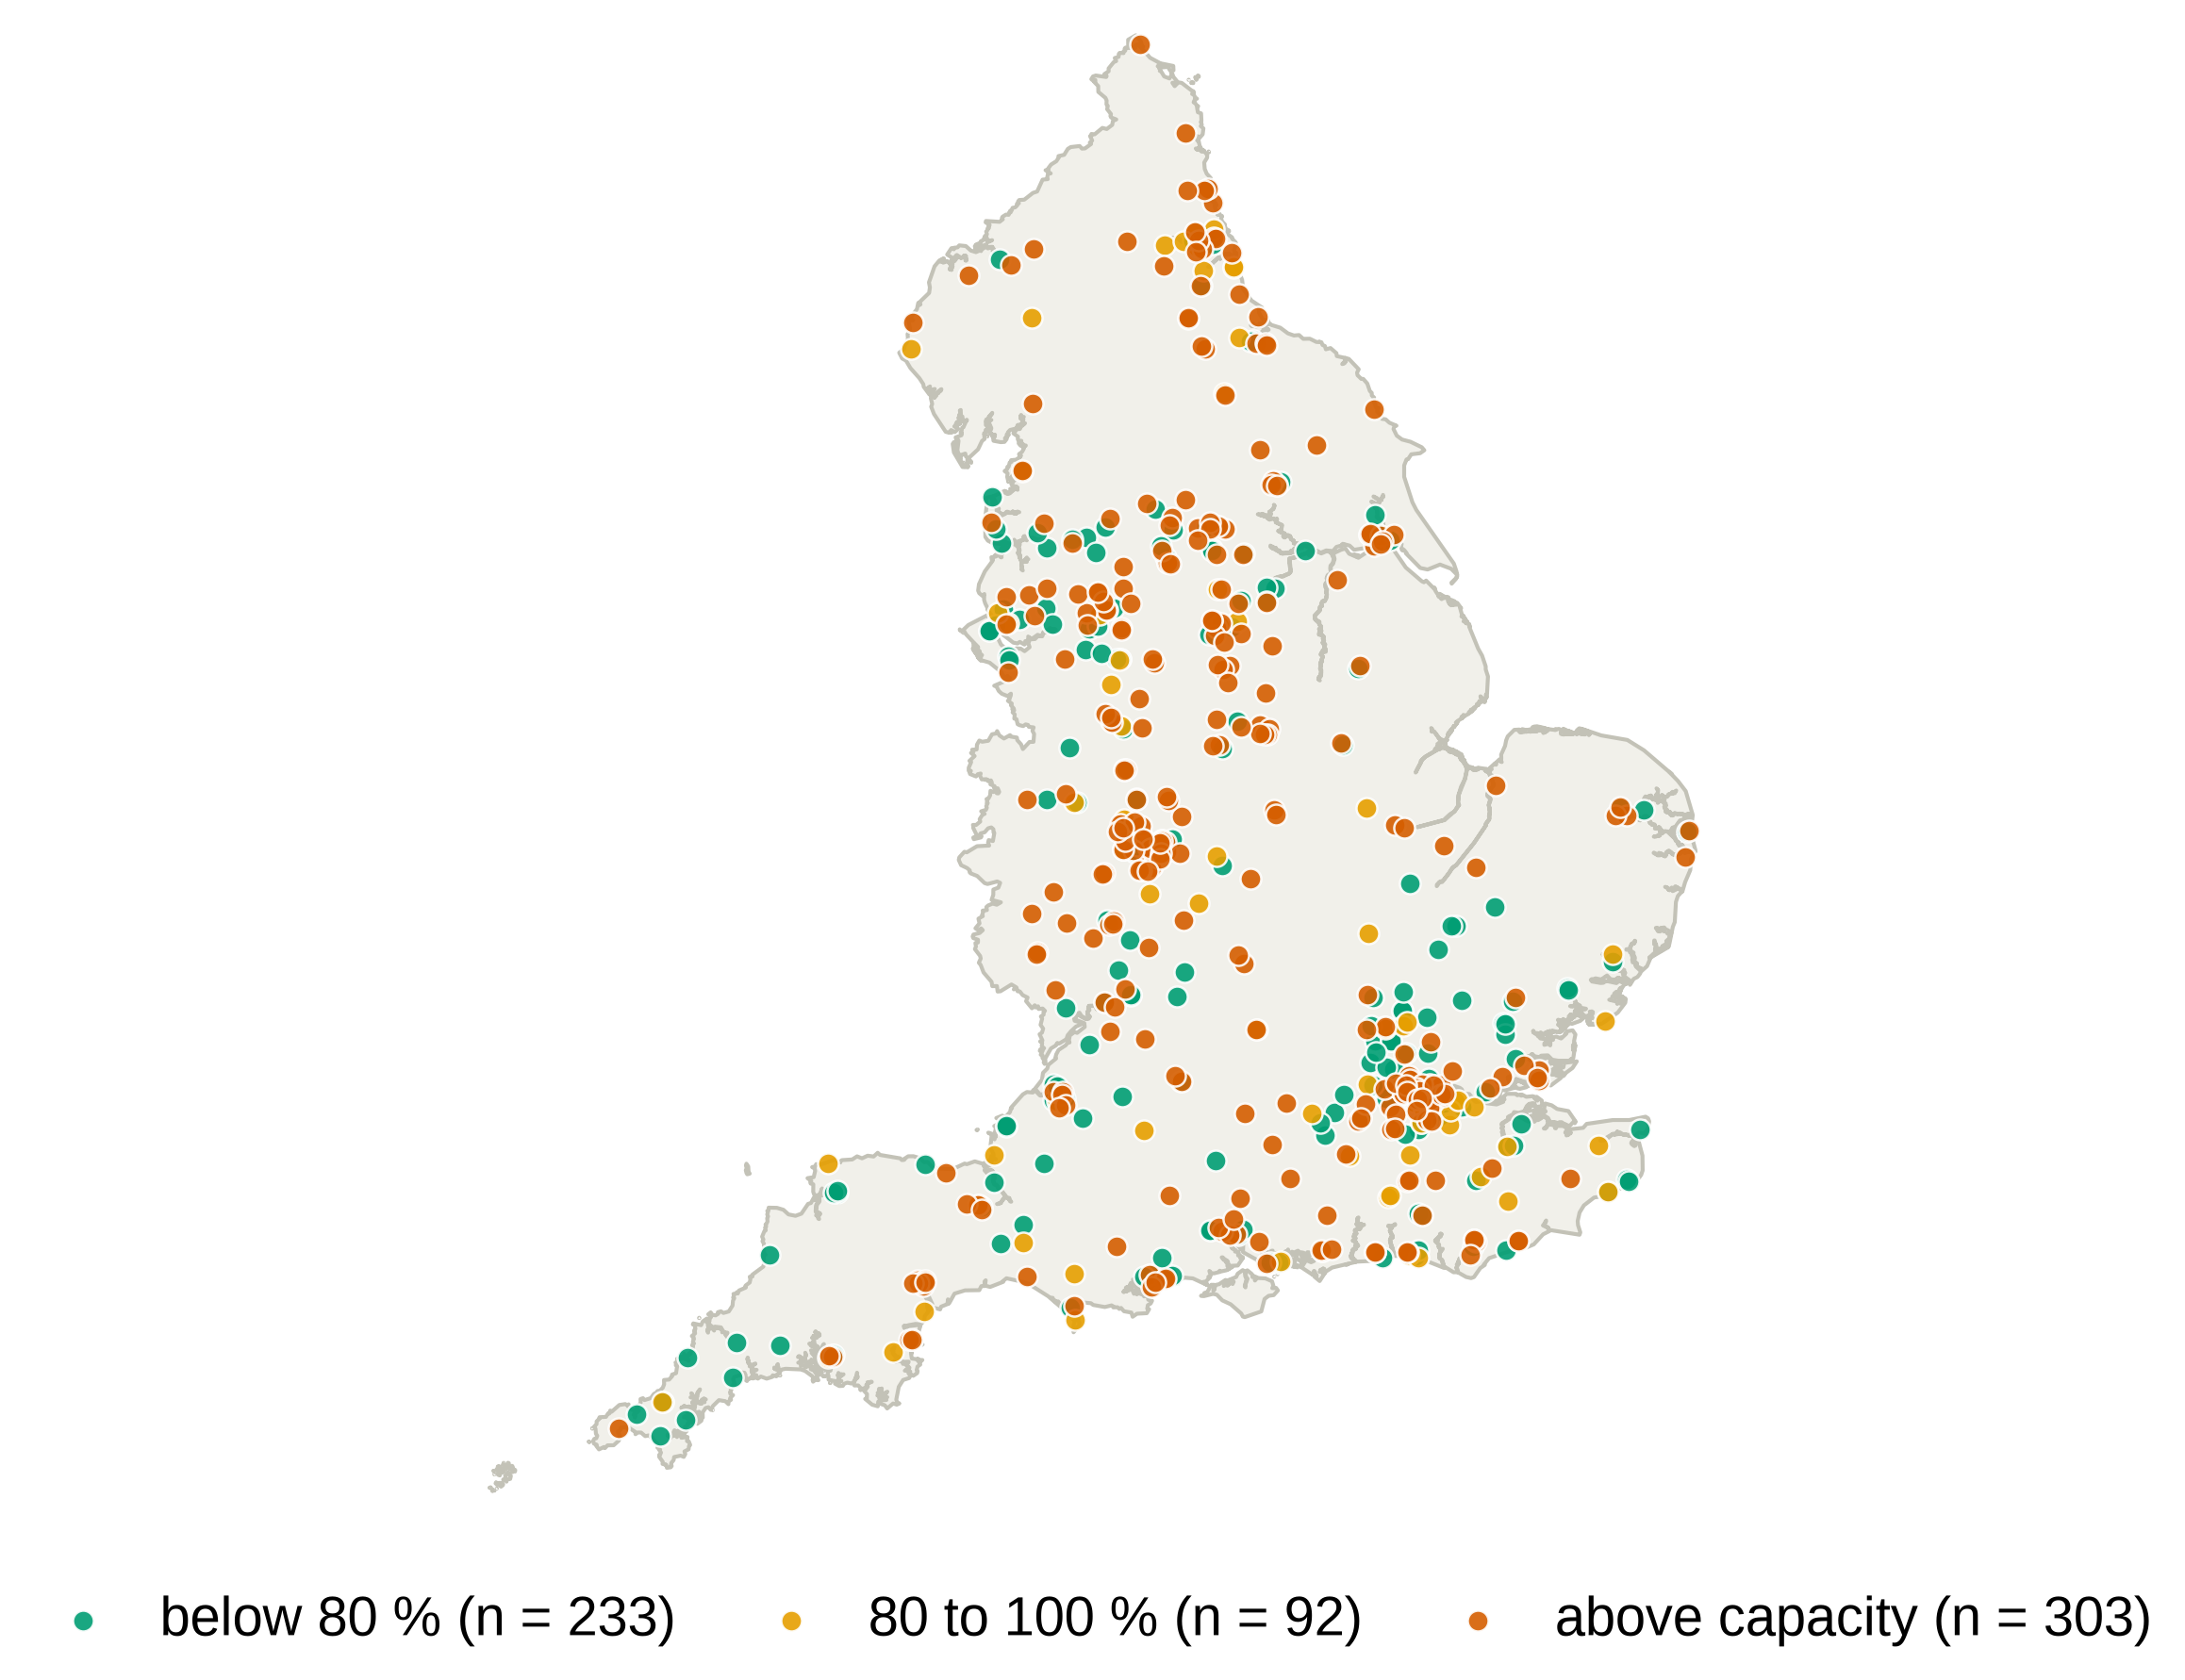 below 80 % (n = 233) 80 to 100 % (n = 92) above capacity (n = 303)